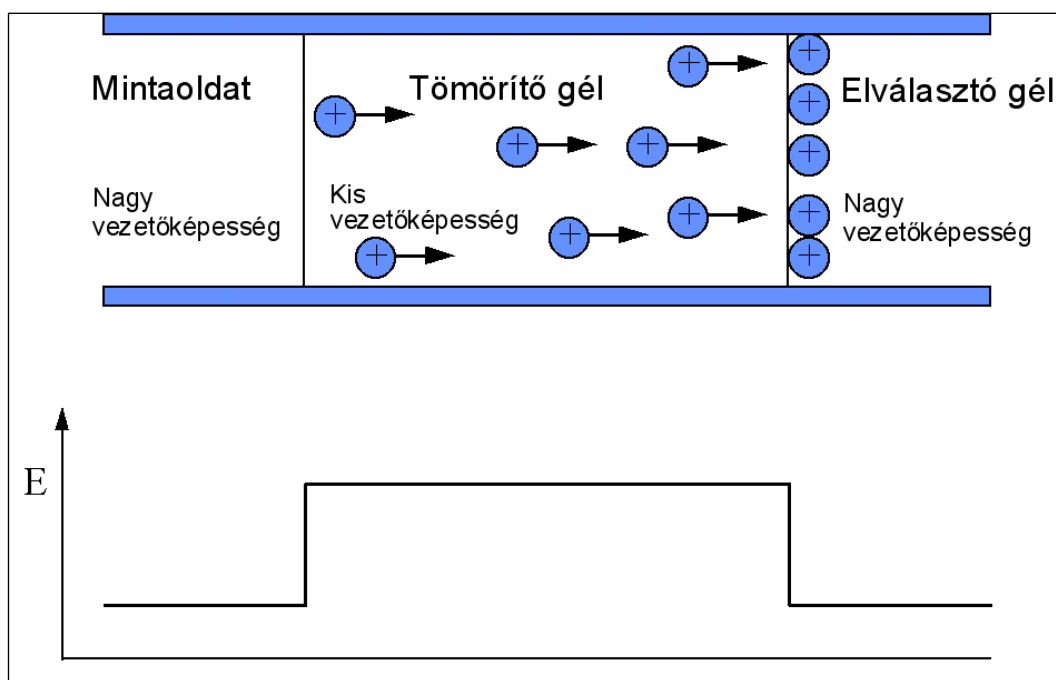 Mintaoldat
Tömörítő gél
Elválasztó gél
Nagy
vezetőképesség
Kis
vezetőképesség
Nagy
vezetőképesség
+
+
+
+
+
+
+
+
+
+
+
+
E